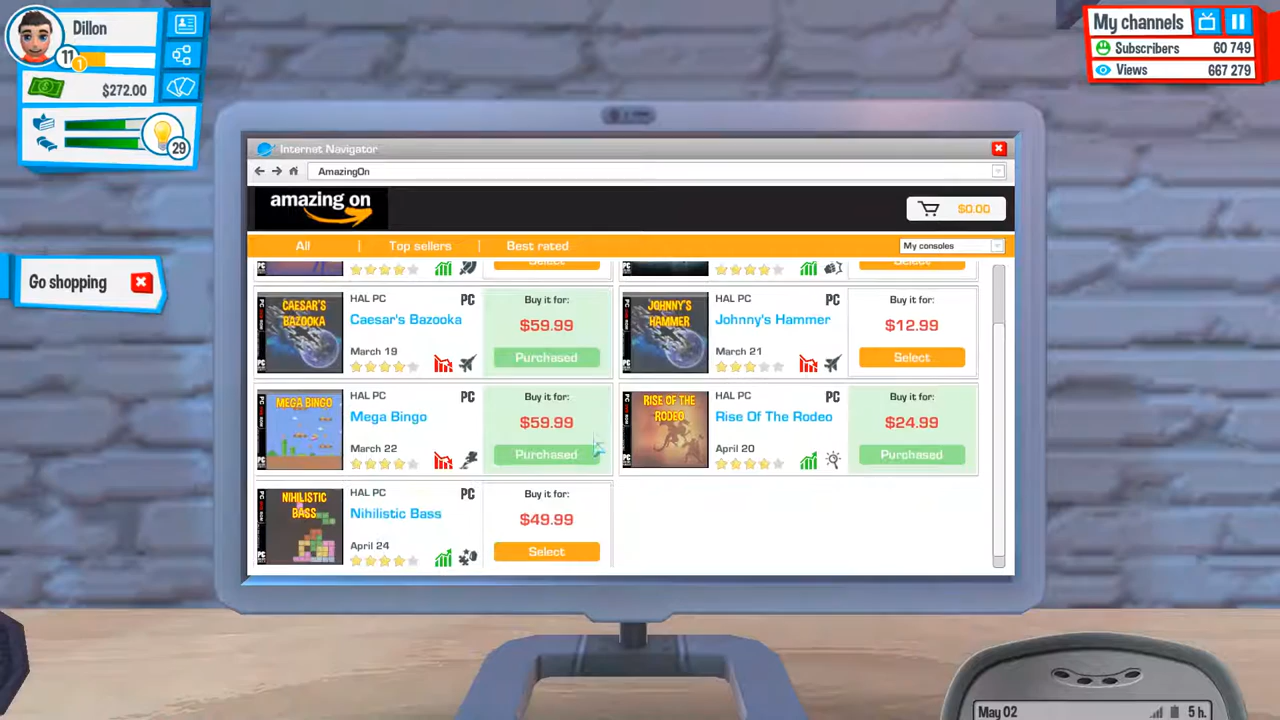 Dillon
11
1
$272.00
29
My channels
Subscribers 60 749
Views 667 279
Go shopping
Internet Navigator
AmazingOn
amazing on
$0.00
All | Top sellers | Best rated
My consoles
Select
Select
CAESAR'S BAZOOKA
HAL PC
PC
Caesar's Bazooka
March 19
Buy it for:
$59.99
Purchased
JOHNNY'S HAMMER
HAL PC
PC
Johnny's Hammer
March 21
Buy it for:
$12.99
Select
MEGA BINGO
HAL PC
PC
Mega Bingo
March 22
Buy it for:
$59.99
Purchased
RISE OF THE RODEO
HAL PC
PC
Rise Of The Rodeo
April 20
Buy it for:
$24.99
Purchased
NIHILISTIC BASS
HAL PC
PC
Nihilistic Bass
April 24
Buy it for:
$49.99
Select
May 02
5 h.